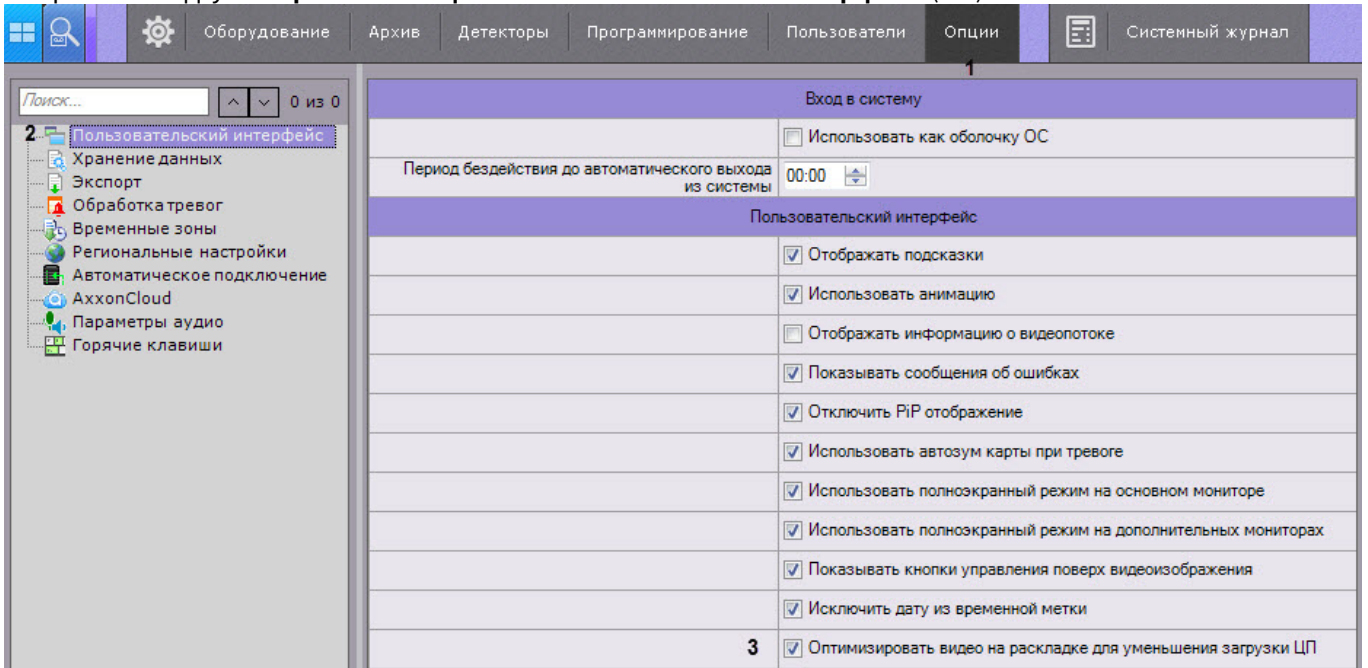 Оборудование Архив Детекторы Программирование Пользователи Опции Системный журнал
1
Поиск... 0 из 0
2 Пользовательский интерфейс
Хранение данных
Экспорт
Обработка тревог
Временные зоны
Региональные настройки
Автоматическое подключение
AxxonCloud
Параметры аудио
Горячие клавиши
Вход в систему
Использовать как оболочку ОС
Период бездействия до автоматического выхода
из системы 00:00
Пользовательский интерфейс
Отображать подсказки
Использовать анимацию
Отображать информацию о видеопотоке
Показывать сообщения об ошибках
Отключить PiP отображение
Использовать автозум карты при тревоге
Использовать полноэкранный режим на основном мониторе
Использовать полноэкранный режим на дополнительных мониторах
Показывать кнопки управления поверх видеоизображения
Исключить дату из временной метки
3 Оптимизировать видео на раскладке для уменьшения загрузки ЦП